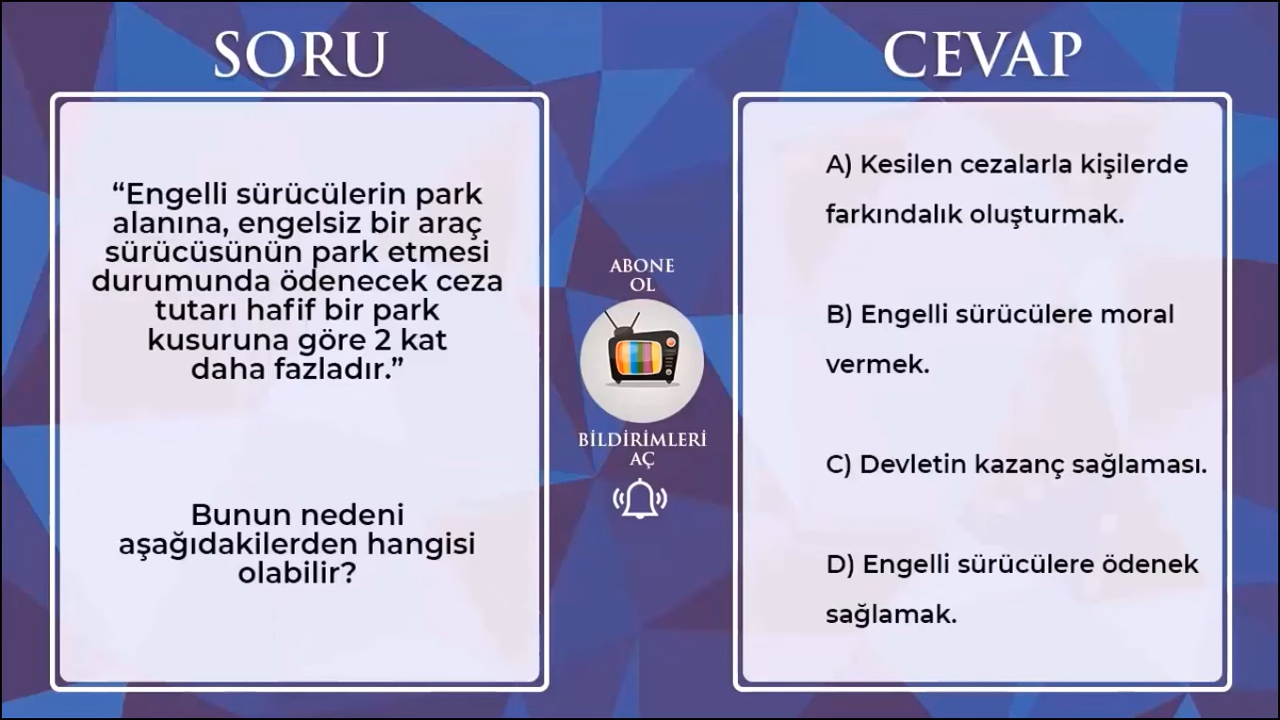 SORU
“Engelli sürücülerin park
alanına, engelsiz bir araç
sürücüsünün park etmesi
durumunda ödenecek ceza
tutarı hafif bir park
kusuruna göre 2 kat
daha fazladır.”
Bunun nedeni
aşağıdakilerden hangisi
olabilir?
ABONE
OL
BİLDİRİMLERİ
AÇ
CEVAP
A) Kesilen cezalarla kişilerde
farkındalık oluşturmak.
B) Engelli sürücülere moral
vermek.
C) Devletin kazanç sağlaması.
D) Engelli sürücülere ödenek
sağlamak.